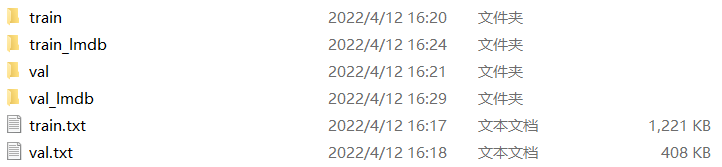 train 2022/4/12 16:20 文件夹
train_lmdb 2022/4/12 16:24 文件夹
val 2022/4/12 16:21 文件夹
val_lmdb 2022/4/12 16:29 文件夹
train.txt 2022/4/12 16:17 文本文档 1,221 KB
val.txt 2022/4/12 16:18 文本文档 408 KB